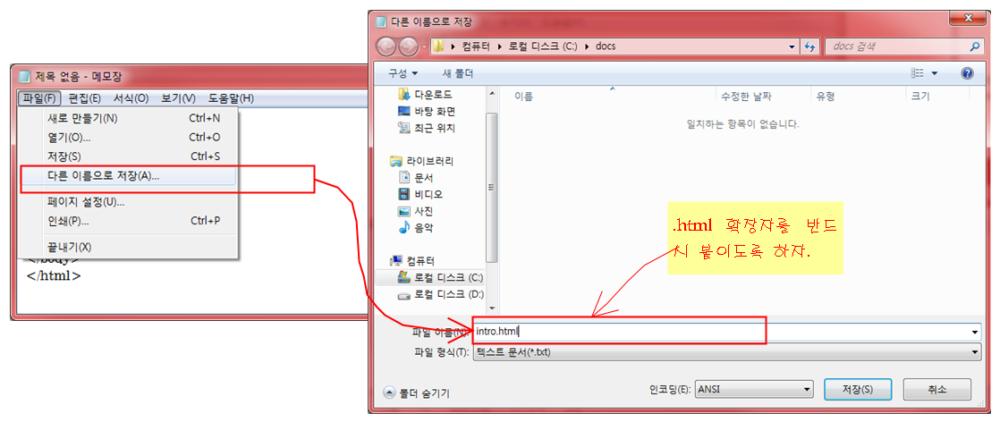 제목 없음 - 메모장
파일(F) 편집(E) 서식(O) 보기(V) 도움말(H)
새로 만들기(N) Ctrl+N
열기(O)... Ctrl+O
저장(S) Ctrl+S
다른 이름으로 저장(A)...
페이지 설정(U)...
인쇄(P)... Ctrl+P
끝내기(X)
</body>
</html>
다른 이름으로 저장
컴퓨터 로컬 디스크 (C:) docs
docs 검색
구성 새 폴더
다운로드
바탕 화면
최근 위치
라이브러리
문서
비디오
사진
음악
컴퓨터
로컬 디스크 (C:)
로컬 디스크 (D:)
이름 수정한 날짜 유형 크기
일치하는 항목이 없습니다.
.html 확장자를 반드
시 붙이도록 하자.
파일 이름(N): intro.html
파일 형식(T): 텍스트 문서(*.txt)
폴더 숨기기
인코딩(E): ANSI
저장(S) 취소